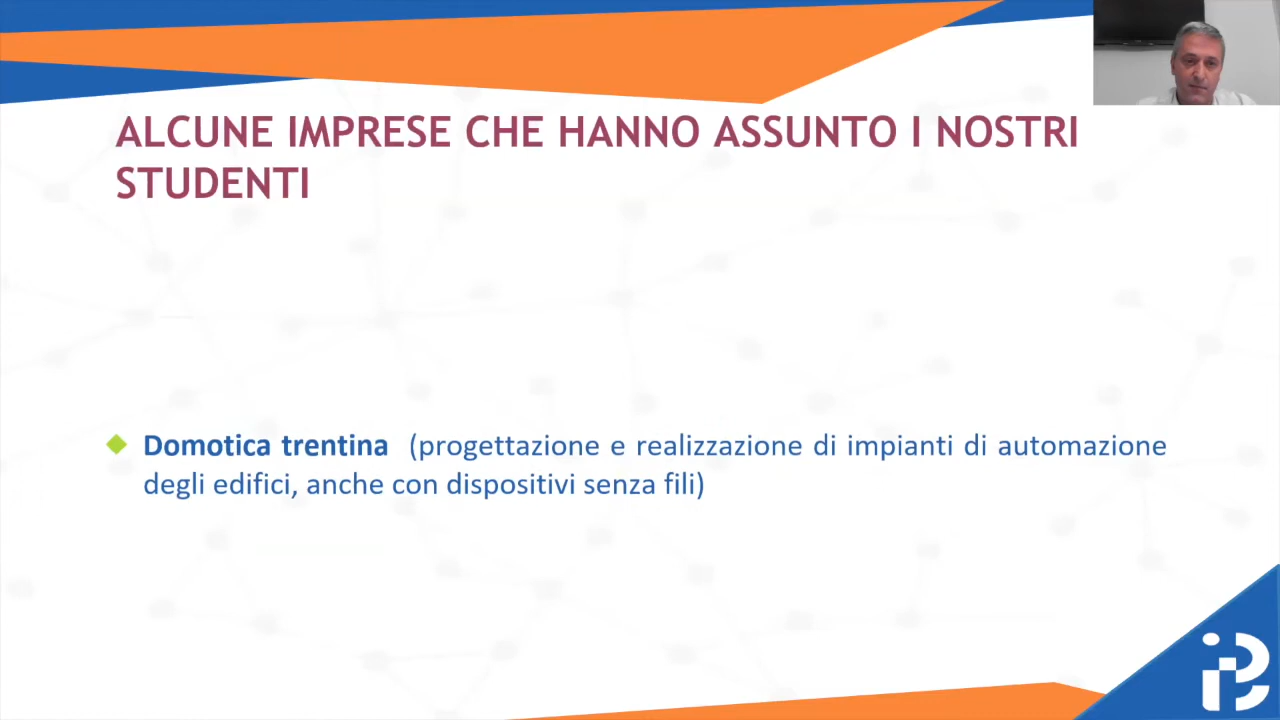 ALCUNE IMPRESE CHE HANNO ASSUNTO I NOSTRI
STUDENTI
Domotica trentina (progettazione e realizzazione di impianti di automazione
degli edifici, anche con dispositivi senza fili)